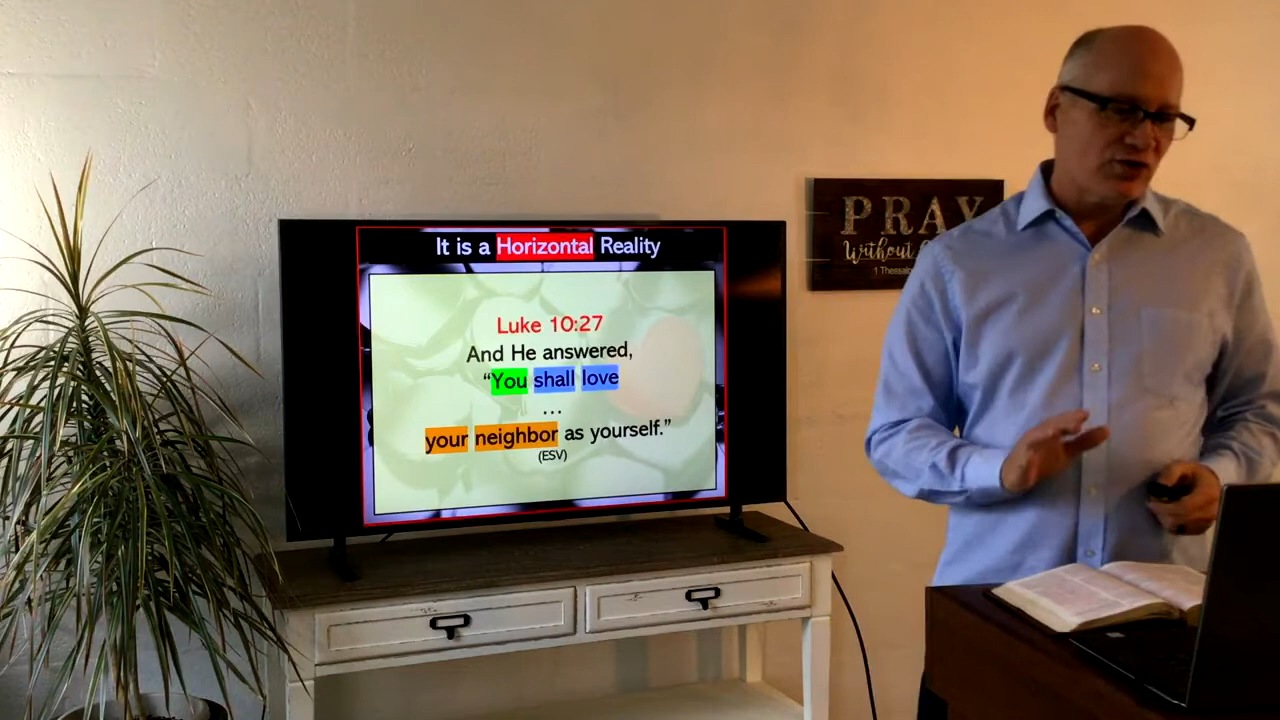 It is a Horizontal Reality
Luke 10:27
And He answered,
“You shall love
...
your neighbor as yourself.”
(ESV)
PRAY
Without
1